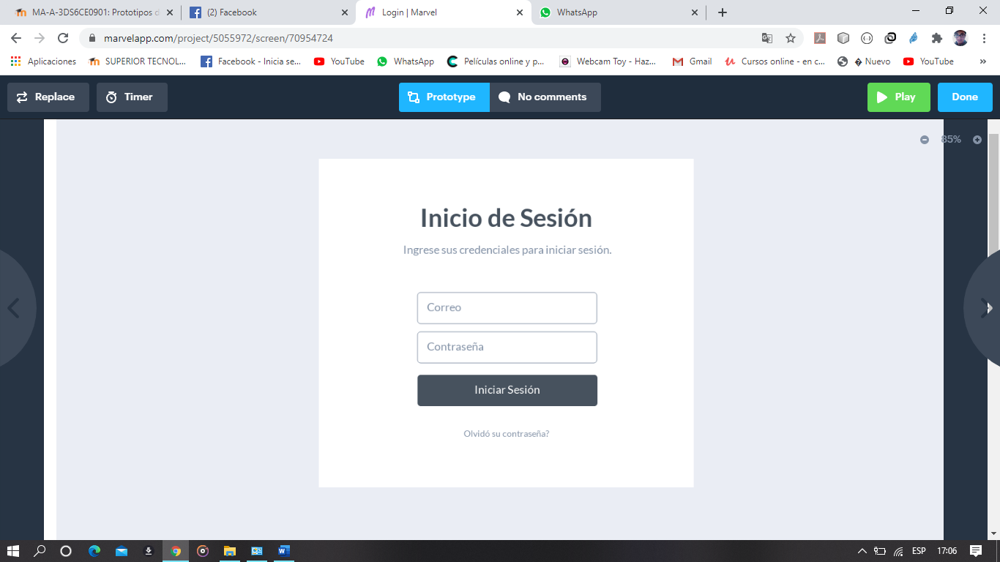 MA-A-3DS6CE0901: Prototipos d
(2) Facebook
Login | Marvel
WhatsApp
marvelapp.com/project/5055972/screen/70954724
Aplicaciones
SUPERIOR TECNOL...
Facebook - Inicia se...
YouTube
WhatsApp
Películas online y p...
Webcam Toy - Haz...
Gmail
Cursos online - en c...
� Nuevo
YouTube
»
Replace
Timer
Prototype
No comments
Play
Done
85%
Inicio de Sesión
Ingrese sus credenciales para iniciar sesión.
Correo
Contraseña
Iniciar Sesión
Olvidó su contraseña?
ESP
17:06